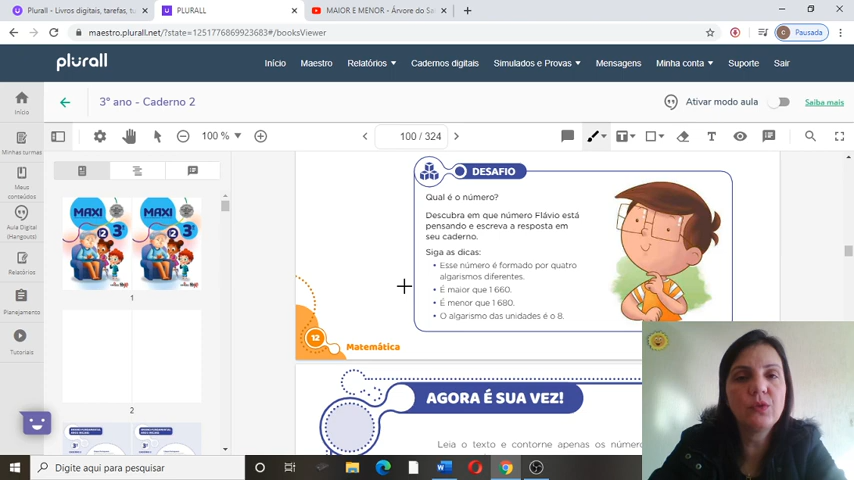 Plurall - Livros digitais, tarefas, tu
PLURALL
MAIOR E MENOR - Árvore do Sa
maestro.plurall.net/?state=1251776869923683#/booksViewer
Pausada
plurall
Início
Maestro
Relatórios
Cadernos digitais
Simulados e Provas
Mensagens
Minha conta
Suporte
Sair
Início
3º ano - Caderno 2
Ativar modo aula
Saiba mais
100 %
100 / 324
Minhas turmas
Meus
conteúdos
Aula Digital
(Hangouts)
Relatórios
Planejamento
Tutoriais
MAXI
MAXI
1
2
DESAFIO
Qual é o número?
Descubra em que número Flávio está
pensando e escreva a resposta em
seu caderno.
Siga as dicas:
• Esse número é formado por quatro
algarismos diferentes.
• É maior que 1 660.
• É menor que 1 680.
• O algarismo das unidades é o 8.
12
Matemática
AGORA É SUA VEZ!
Leia o texto e contorne apenas os núme
Digite aqui para pesquisar